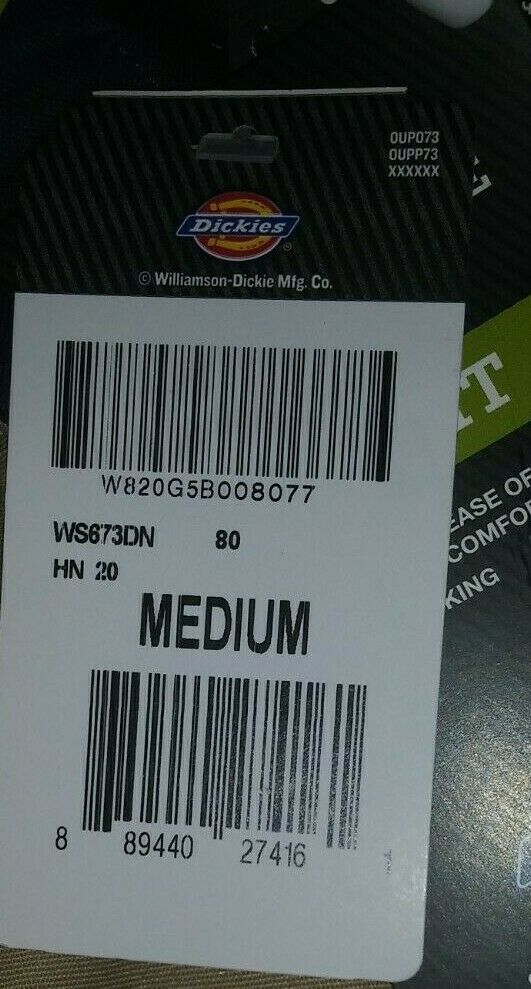 OUP073
OUPP73
XXXXXX
Dickies ®
© Williamson-Dickie Mfg. Co.
W820G5B008077
WS673DN 80
HN 20
MEDIUM
8 89440 27416
IT
EASE OF
COMFOR
KING